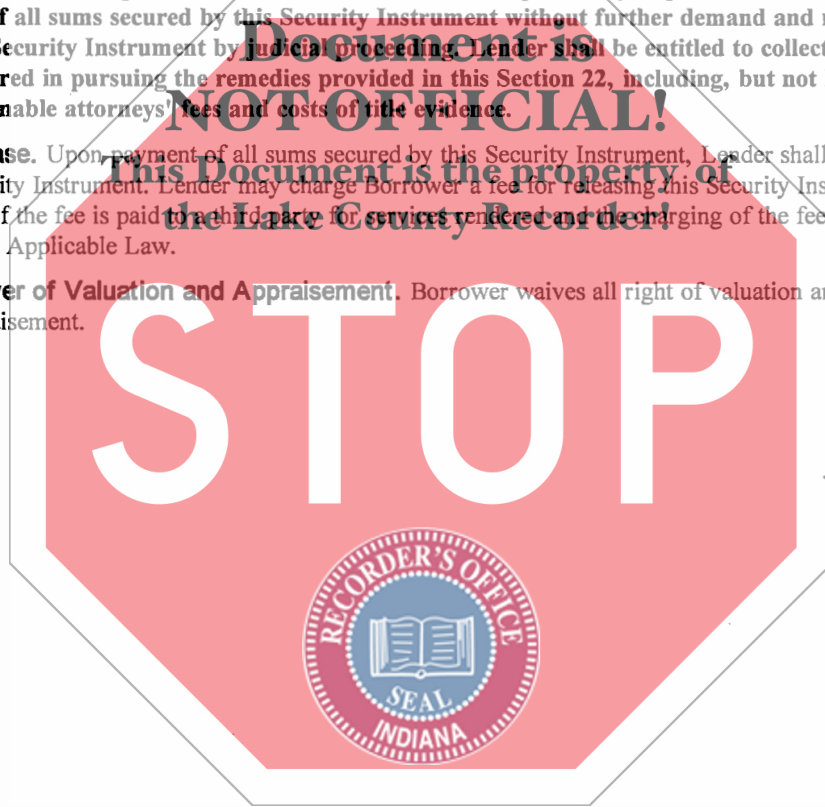 f all sums secured by this Security Instrument without further demand and
Security Instrument by judicial proceeding. Lender shall be entitled to collect
red in pursuing the remedies provided in this Section 22, including, but not
nable attorneys' fees and costs of title evidence.
ase. Upon payment of all sums secured by this Security Instrument, Lender shall
ity Instrument. Lender may charge Borrower a fee for releasing this Security Ins
f the fee is paid to a third party for services rendered and the charging of the fee
Applicable Law.
er of Valuation and Appraisement. Borrower waives all right of valuation an
isement.
Document is
NOT OFFICIAL!
This Document is the property of
the Lake County Recorder!
STOP
RECORDER'S OFFICE
SEAL
INDIANA